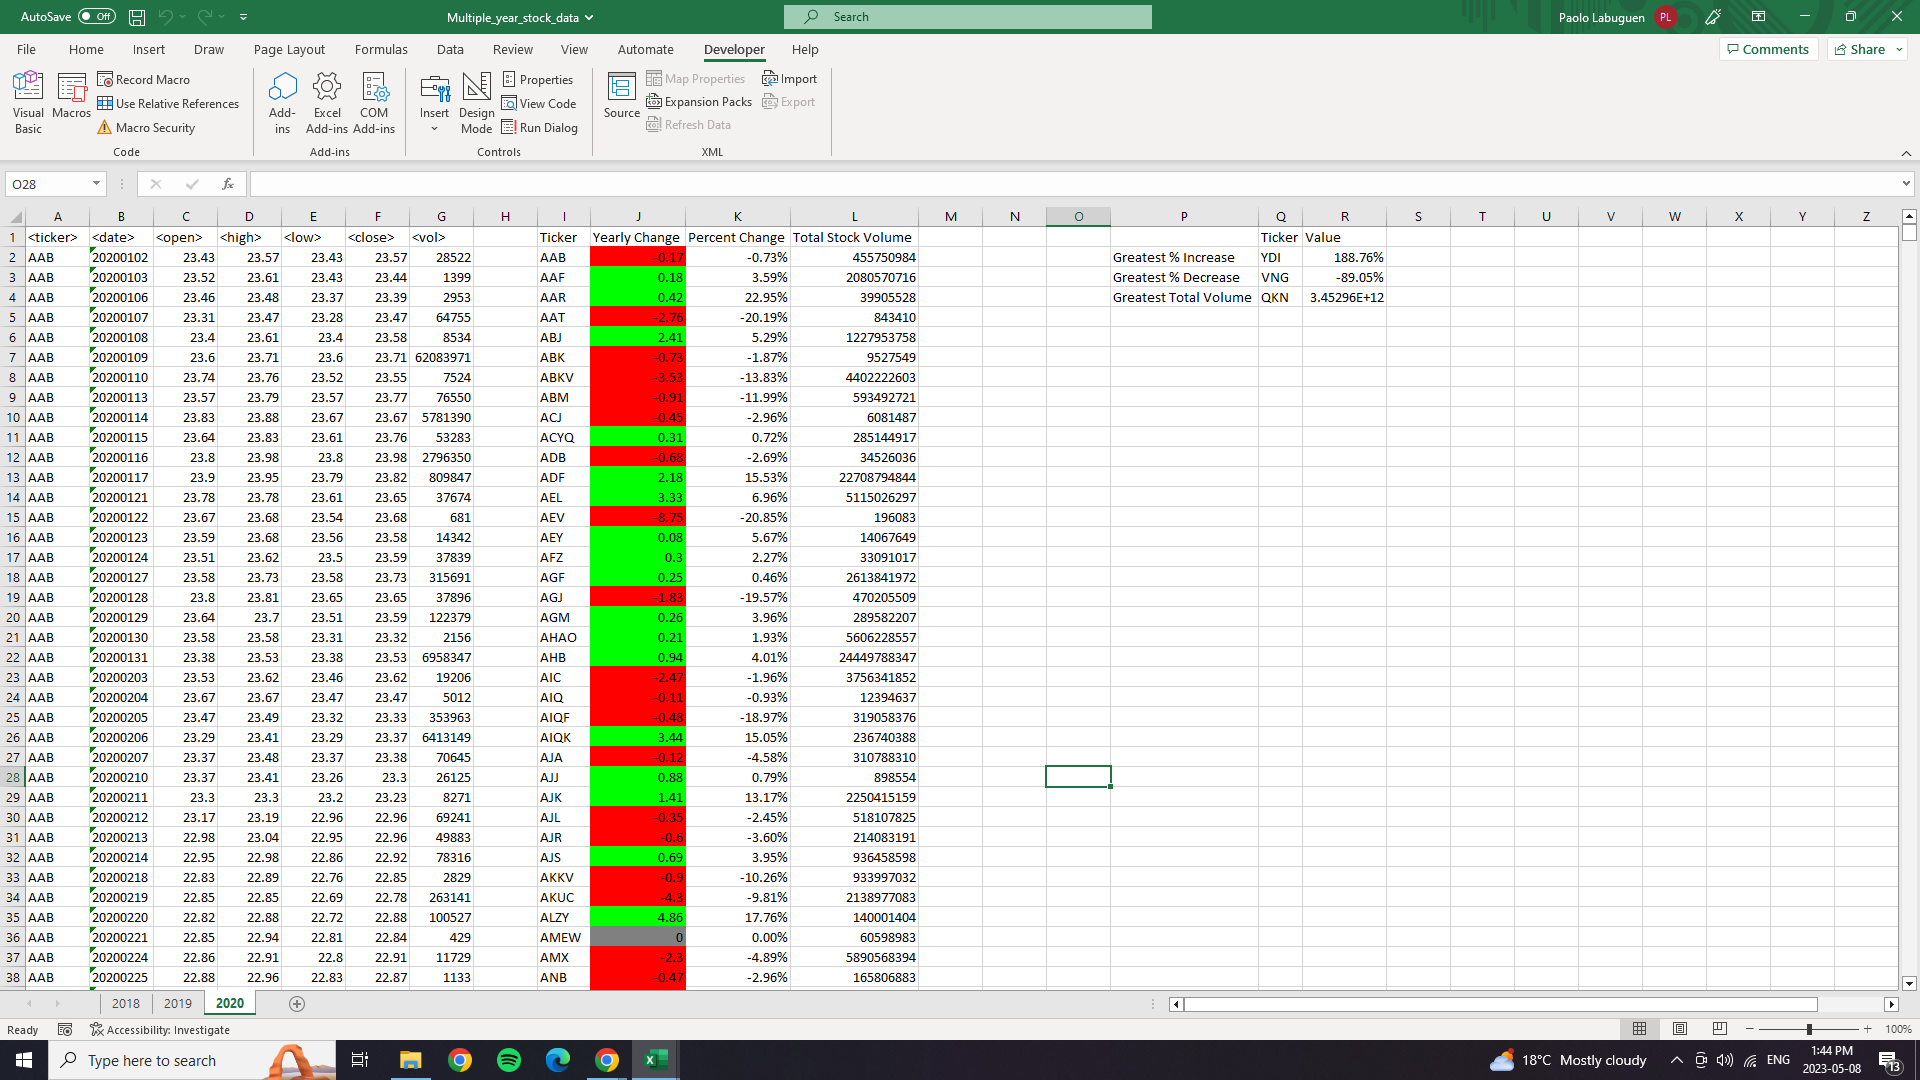 AutoSave Off Multiple_year_stock_data Search Paolo Labuguen PL
File Home Insert Draw Page Layout Formulas Data Review View Automate Developer Help Comments Share
Visual Basic
Macros
Record Macro
Use Relative References
Macro Security
Code
Add-ins
Excel Add-ins
COM Add-ins
Add-ins
Insert
Design Mode
Properties
View Code
Run Dialog
Controls
Source
Map Properties
Expansion Packs
Refresh Data
Import
Export
XML
O28 fx
A B C D E F G H I J K L M N O P Q R S T U V W X Y Z
1 <ticker> <date> <open> <high> <low> <close> <vol> Ticker Yearly Change Percent Change Total Stock Volume Ticker Value
2 AAB 20200102 23.43 23.57 23.43 23.57 28522 AAB -0.17 -0.73% 455750984 Greatest % Increase YDI 188.76%
3 AAB 20200103 23.52 23.61 23.43 23.44 1399 AAF 0.18 3.59% 2080570716 Greatest % Decrease VNG -89.05%
4 AAB 20200106 23.46 23.48 23.37 23.39 2953 AAR 0.42 22.95% 39905528 Greatest Total Volume QKN 3.45296E+12
5 AAB 20200107 23.31 23.47 23.28 23.47 64755 AAT -2.76 -20.19% 843410
6 AAB 20200108 23.4 23.61 23.4 23.58 8534 ABJ 2.41 5.29% 1227953758
7 AAB 20200109 23.6 23.71 23.6 23.71 62083971 ABK -0.73 -1.87% 9527549
8 AAB 20200110 23.74 23.76 23.52 23.55 7524 ABKV -3.53 -13.83% 4402222603
9 AAB 20200113 23.57 23.79 23.57 23.77 76550 ABM -0.91 -11.99% 593492721
10 AAB 20200114 23.83 23.88 23.67 23.67 5781390 ACJ -0.45 -2.96% 6081487
11 AAB 20200115 23.64 23.83 23.61 23.76 53283 ACYQ 0.31 0.72% 285144917
12 AAB 20200116 23.8 23.98 23.8 23.98 2796350 ADB -0.68 -2.69% 34526036
13 AAB 20200117 23.9 23.95 23.79 23.82 809847 ADF 2.18 15.53% 22708794844
14 AAB 20200121 23.78 23.78 23.61 23.65 37674 AEL 3.33 6.96% 5115026297
15 AAB 20200122 23.67 23.68 23.54 23.68 681 AEV -8.75 -20.85% 196083
16 AAB 20200123 23.59 23.68 23.56 23.58 14342 AEY 0.08 5.67% 14067649
17 AAB 20200124 23.51 23.62 23.5 23.59 37839 AFZ 0.3 2.27% 33091017
18 AAB 20200127 23.58 23.73 23.58 23.73 315691 AGF 0.25 0.46% 2613841972
19 AAB 20200128 23.8 23.81 23.65 23.65 37896 AGJ -1.83 -19.57% 470205509
20 AAB 20200129 23.64 23.7 23.51 23.59 122379 AGM 0.26 3.96% 289582207
21 AAB 20200130 23.58 23.58 23.31 23.32 2156 AHAO 0.21 1.93% 5606228557
22 AAB 20200131 23.38 23.53 23.38 23.53 6958347 AHB 0.94 4.01% 24449788347
23 AAB 20200203 23.53 23.62 23.46 23.62 19206 AIC -2.47 -1.96% 3756341852
24 AAB 20200204 23.67 23.67 23.47 23.47 5012 AIQ -0.11 -0.93% 12394637
25 AAB 20200205 23.47 23.49 23.32 23.33 353963 AIQF -0.48 -18.97% 319058376
26 AAB 20200206 23.29 23.41 23.29 23.37 6413149 AIQK 3.44 15.05% 236740388
27 AAB 20200207 23.37 23.48 23.37 23.38 70645 AJA -0.12 -4.58% 310788310
28 AAB 20200210 23.37 23.41 23.26 23.3 26125 AJJ 0.88 0.79% 898554
29 AAB 20200211 23.3 23.3 23.2 23.23 8271 AJK 1.41 13.17% 2250415159
30 AAB 20200212 23.17 23.19 22.96 22.96 69241 AJL -0.35 -2.45% 518107825
31 AAB 20200213 22.98 23.04 22.95 22.96 49883 AJR -0.6 -3.60% 214083191
32 AAB 20200214 22.95 22.98 22.86 22.92 78316 AJS 0.69 3.95% 936458598
33 AAB 20200218 22.83 22.89 22.76 22.85 2829 AKKV -0.9 -10.26% 933997032
34 AAB 20200219 22.85 22.85 22.69 22.78 263141 AKUC -4.3 -9.81% 2138977083
35 AAB 20200220 22.82 22.88 22.72 22.88 100527 ALZY 4.86 17.76% 140001404
36 AAB 20200221 22.85 22.94 22.81 22.84 429 AMEW 0 0.00% 60598983
37 AAB 20200224 22.86 22.91 22.8 22.91 11729 AMX -2.3 -4.89% 5890568394
38 AAB 20200225 22.88 22.96 22.83 22.87 1133 ANB -0.47 -2.96% 165806883
2018 2019 2020
Ready Accessibility: Investigate 100%
Type here to search 18°C Mostly cloudy ENG 1:44 PM
2023-05-08 13